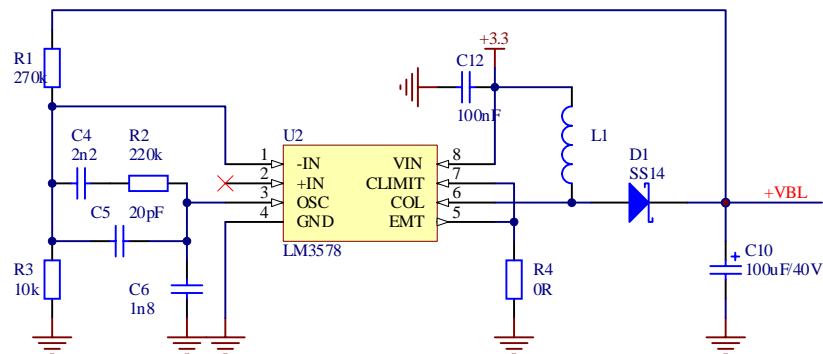 +3.3
R1
270k
C12
100nF
L1
U2
C4
2n2
R2
220k
1
-IN
VIN
8
2
+IN
CLIMIT
7
3
OSC
COL
6
4
GND
EMT
5
LM3578
D1
SS14
+VBL
C5
20pF
R3
10k
C6
1n8
R4
0R
+
C10
100uF/40V